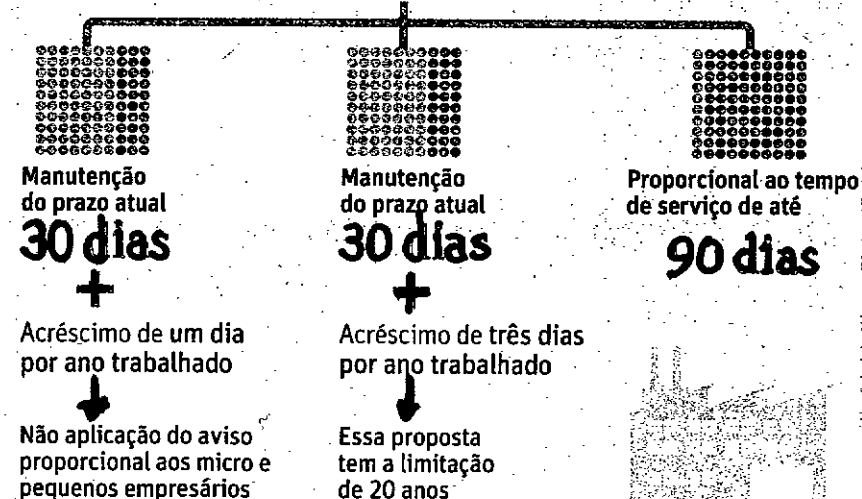 Manutenção
do prazo atual
30 dias
+
Acréscimo de um dia
por ano trabalhado
Não aplicação do aviso
proporcional aos micro e
pequenos empresários
Manutenção
do prazo atual
30 dias
+
Acréscimo de três dias
por ano trabalhado
Essa proposta
tem a limitação
de 20 anos
Proporcional ao tempo
de serviço de até
90 dias